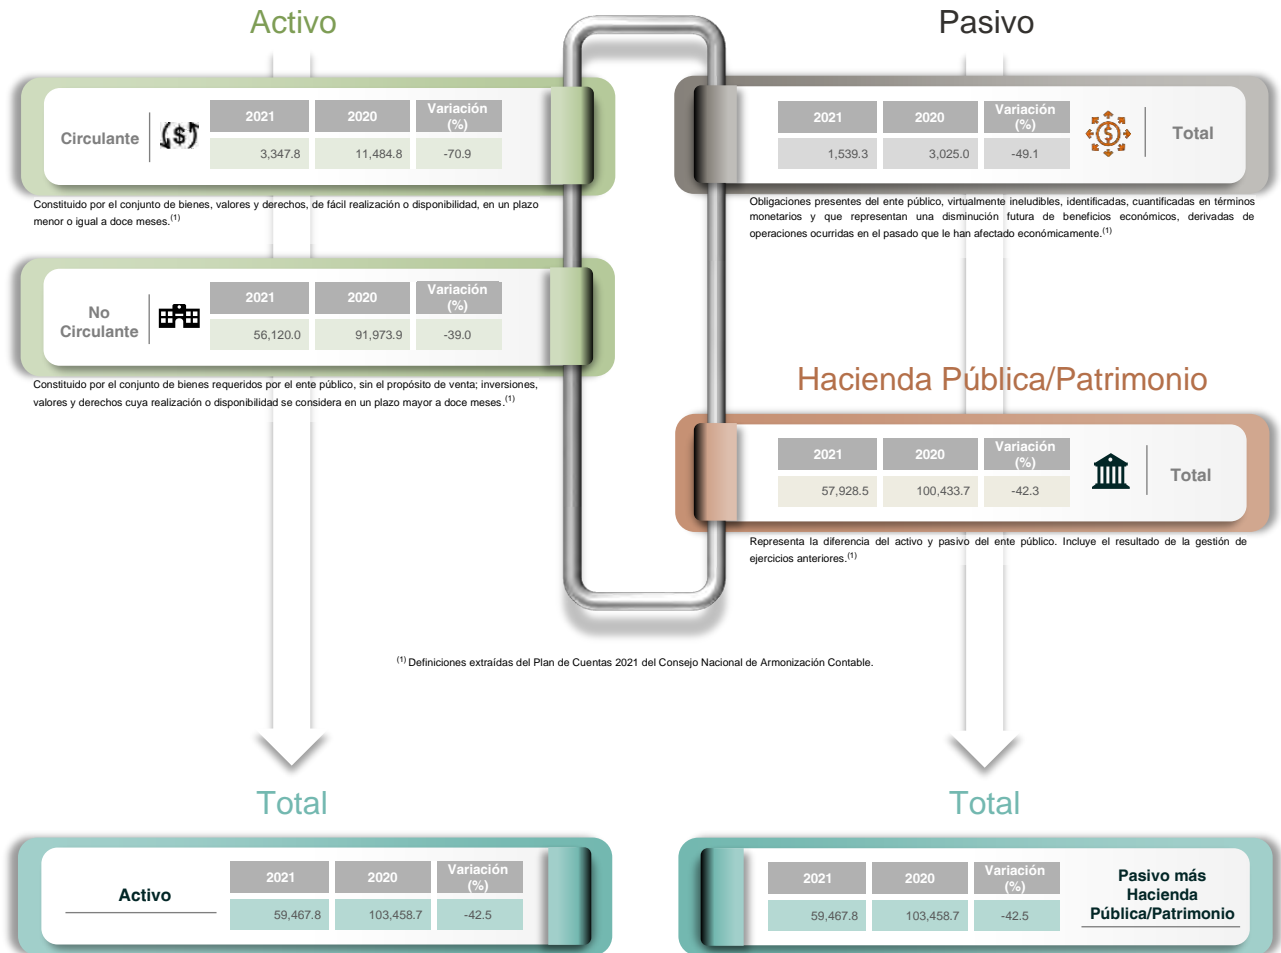 Activo
Circulante
2021 2020 Variación (%)
3,347.8 11,484.8 -70.9
Constituido por el conjunto de bienes, valores y derechos, de fácil realización o disponibilidad, en un plazo
menor o igual a doce meses.(1)
No
Circulante
2021 2020 Variación (%)
56,120.0 91,973.9 -39.0
Constituido por el conjunto de bienes requeridos por el ente público, sin el propósito de venta; inversiones,
valores y derechos cuya realización o disponibilidad se considera en un plazo mayor a doce meses.(1)
Pasivo
2021 2020 Variación (%)
1,539.3 3,025.0 -49.1
Total
Obligaciones presentes del ente público, virtualmente ineludibles, identificadas, cuantificadas en términos
monetarios y que representan una disminución futura de beneficios económicos, derivadas de
operaciones ocurridas en el pasado que le han afectado económicamente.(1)
Hacienda Pública/Patrimonio
2021 2020 Variación (%)
57,928.5 100,433.7 -42.3
Total
Representa la diferencia del activo y pasivo del ente público. Incluye el resultado de la gestión de
ejercicios anteriores.(1)
(1) Definiciones extraídas del Plan de Cuentas 2021 del Consejo Nacional de Armonización Contable.
Total
Activo
2021 2020 Variación (%)
59,467.8 103,458.7 -42.5
Total
2021 2020 Variación (%)
59,467.8 103,458.7 -42.5
Pasivo más
Hacienda
Pública/Patrimonio